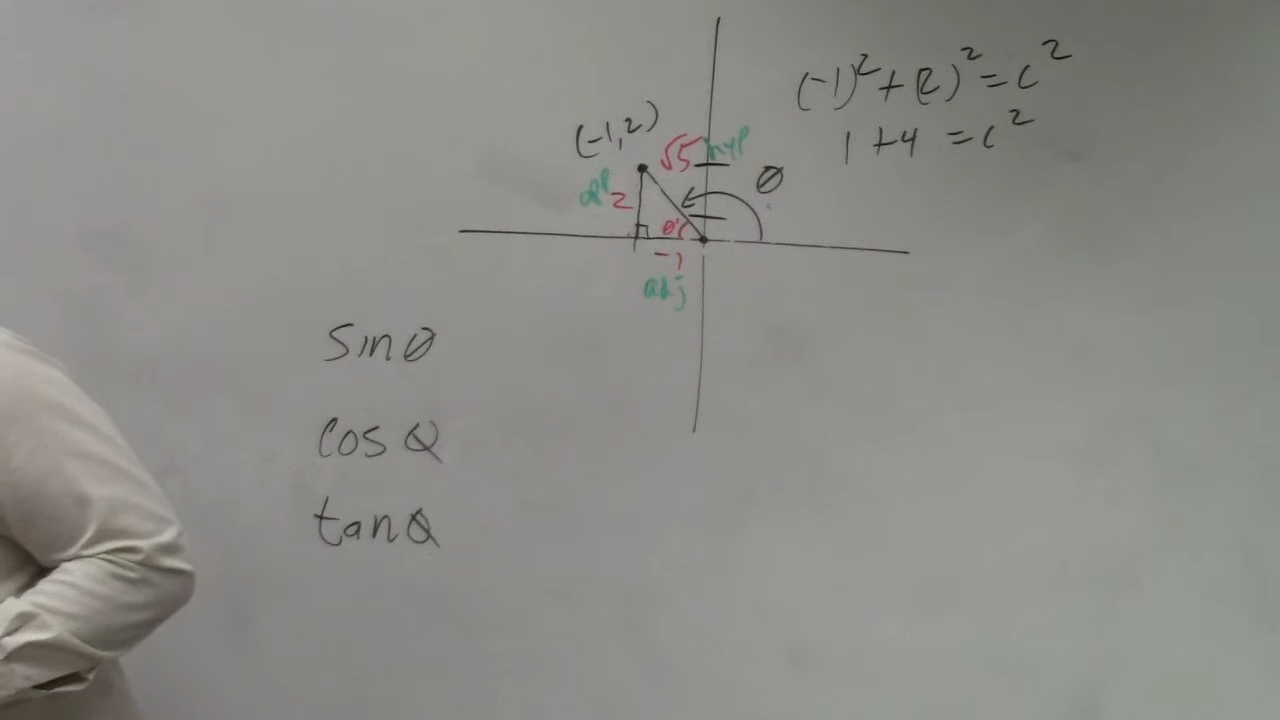 (-1)² + (2)² = c²
1 + 4 = c²
(-1,2)
√5 hyp
θ
opp 2
θ'
-1
adj
sinθ
cosθ
tanθ